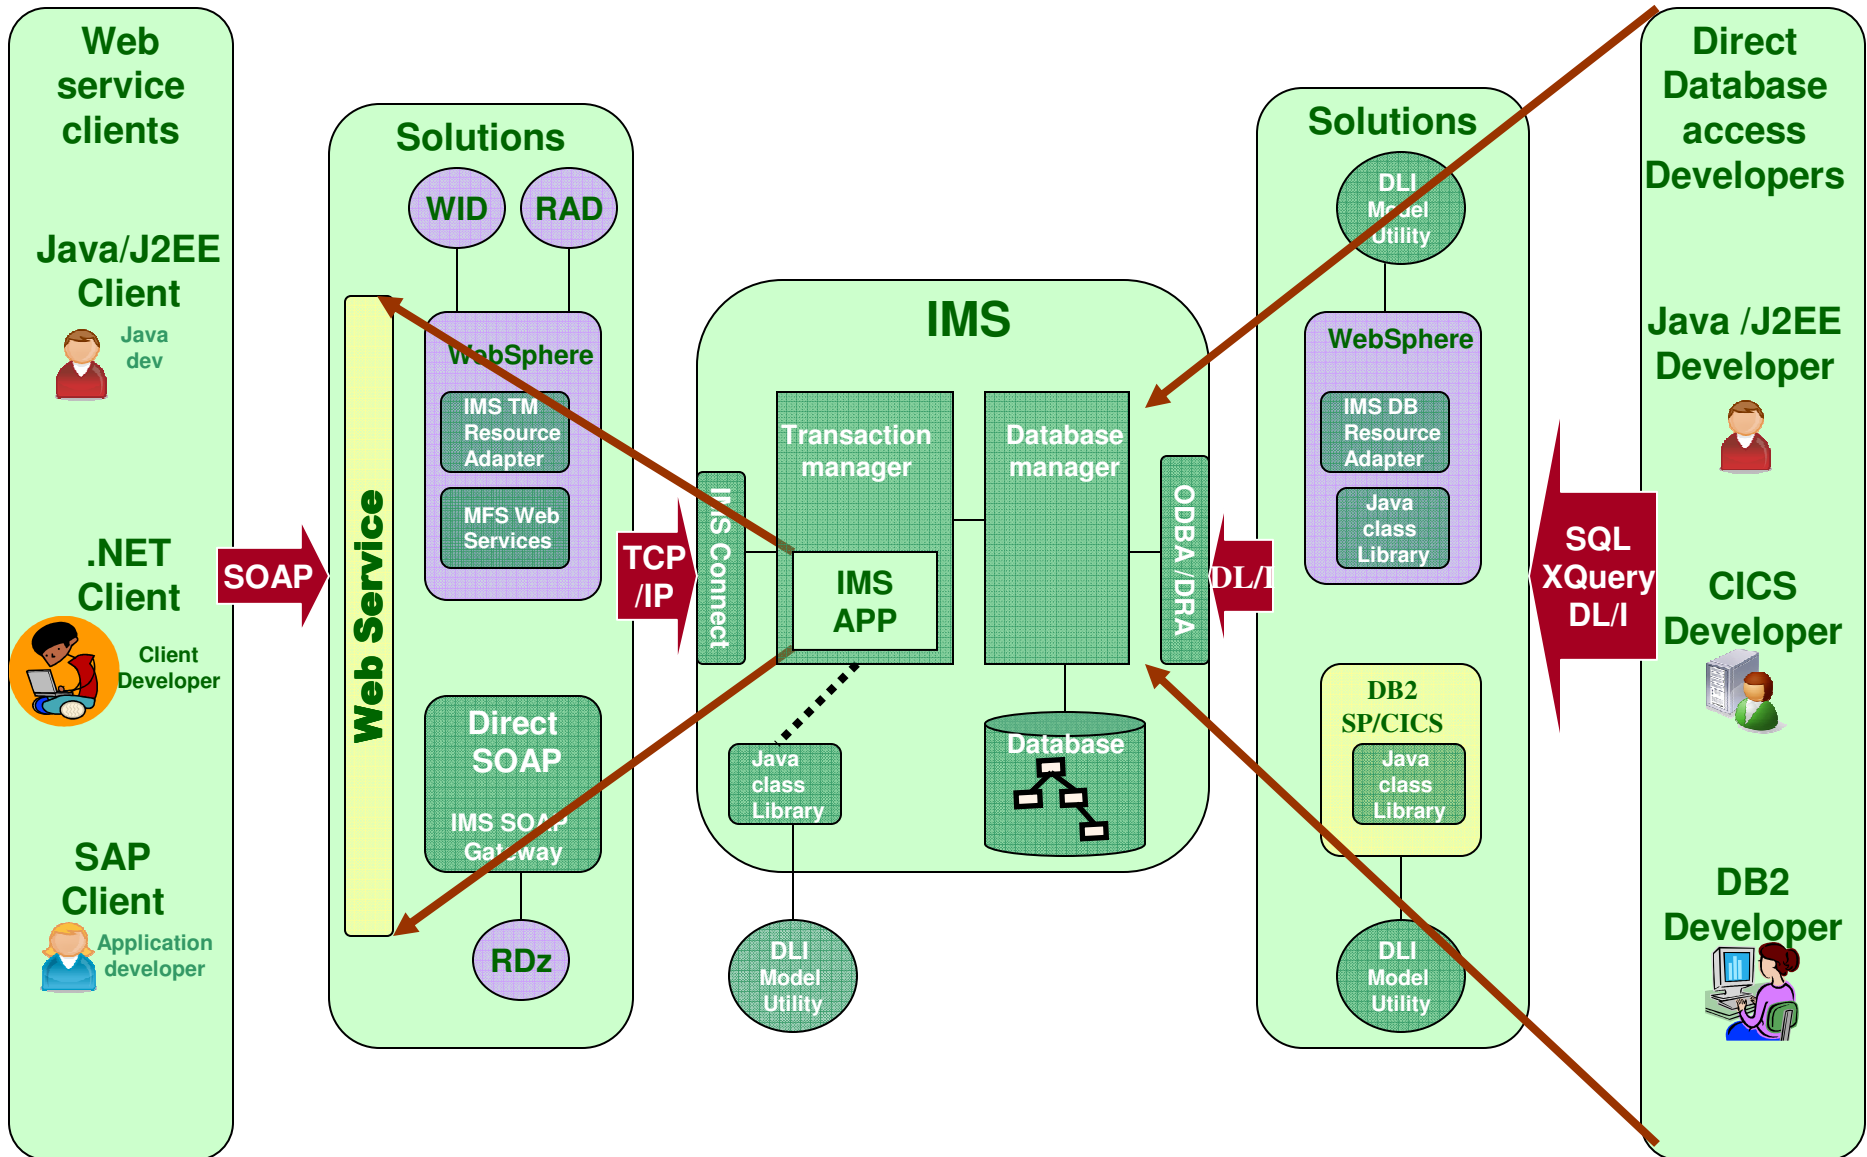 Web
service
clients
Java/J2EE
Client
Java
dev
.NET
Client
Client
Developer
SAP
Client
Application
developer
SOAP
Solutions
WID
RAD
Web Service
WebSphere
IMS TM
Resource
Adapter
MFS Web
Services
Direct
SOAP
IMS SOAP
Gateway
RDz
TCP
/IP
IMS
IMS Connect
Transaction
manager
IMS
APP
Database
manager
ODBA /DRA
Java
class
Library
Database
DLI
Model
Utility
DL/I
Solutions
DLI
Model
Utility
WebSphere
IMS DB
Resource
Adapter
Java
class
Library
DB2
SP/CICS
Java
class
Library
DLI
Model
Utility
SQL
XQuery
DL/I
Direct
Database
access
Developers
Java /J2EE
Developer
CICS
Developer
DB2
Developer